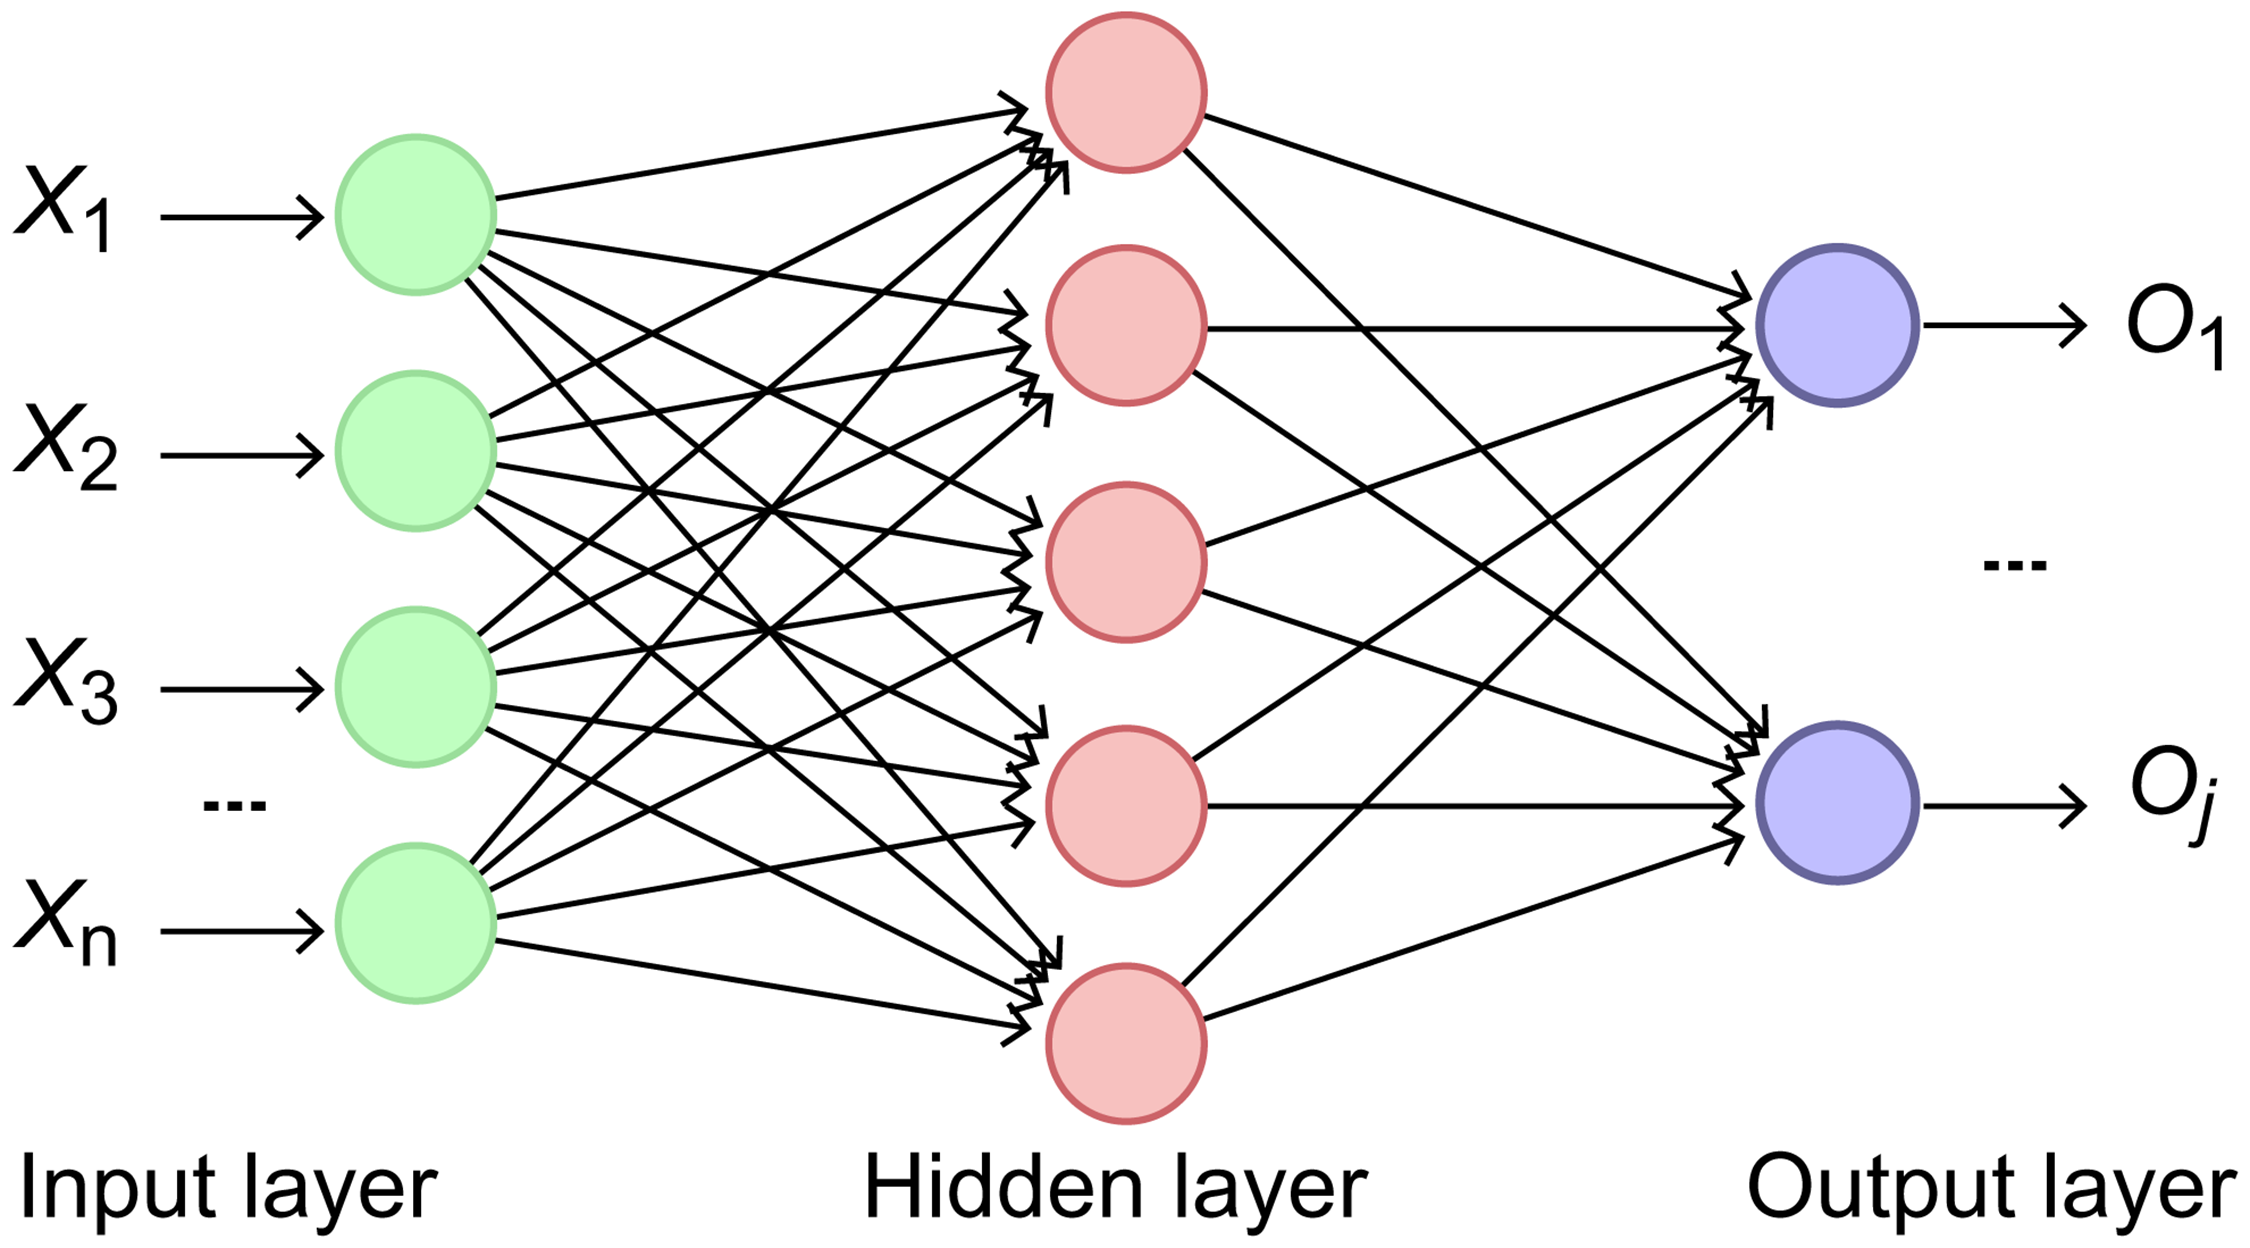 X1
X2
X3
---
Xn
O1
---
Oj
Input layer
Hidden layer
Output layer